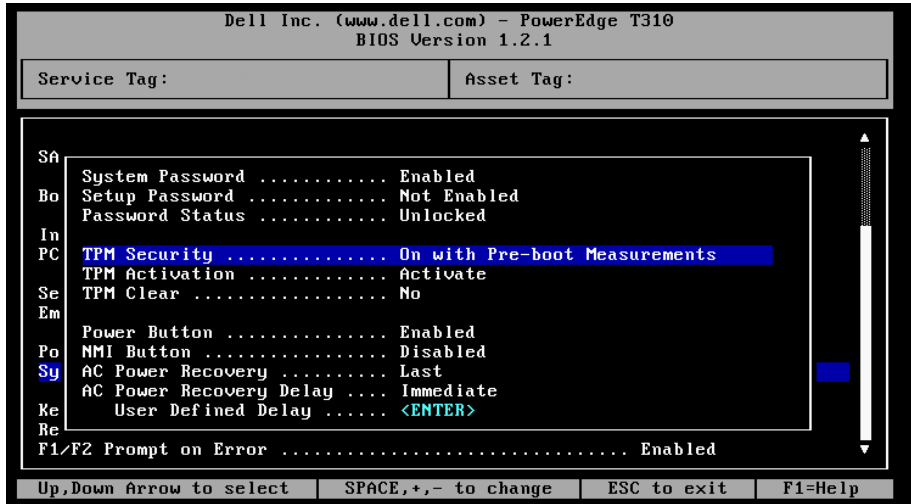 Dell Inc. (www.dell.com) - PowerEdge T310
BIOS Version 1.2.1
Service Tag: Asset Tag:
SA
System Password ............ Enabled
Bo Setup Password ............ Not Enabled
Password Status ............ Unlocked
In
PC TPM Security ............... On with Pre-boot Measurements
TPM Activation ............. Activate
Se TPM Clear .................. No
Em
Power Button ............... Enabled
Po NMI Button ................. Disabled
Sy AC Power Recovery .......... Last
AC Power Recovery Delay .... Immediate
Ke User Defined Delay ...... <ENTER>
Re
F1/F2 Prompt on Error ................................ Enabled
Up,Down Arrow to select SPACE,+,- to change ESC to exit F1=Help